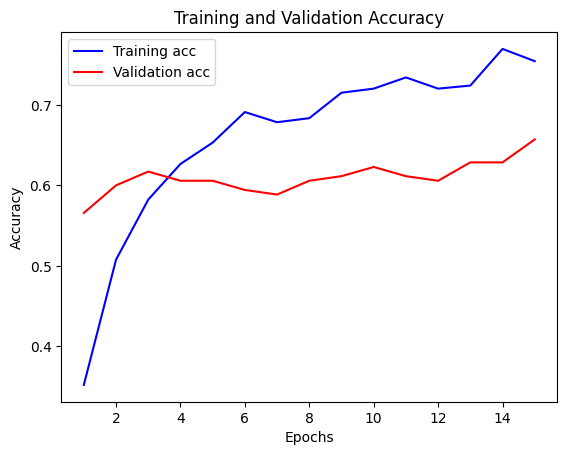 Training and Validation Accuracy
Training acc
Validation acc
0.7
0.6
0.5
0.4
Accuracy
2 4 6 8 10 12 14
Epochs